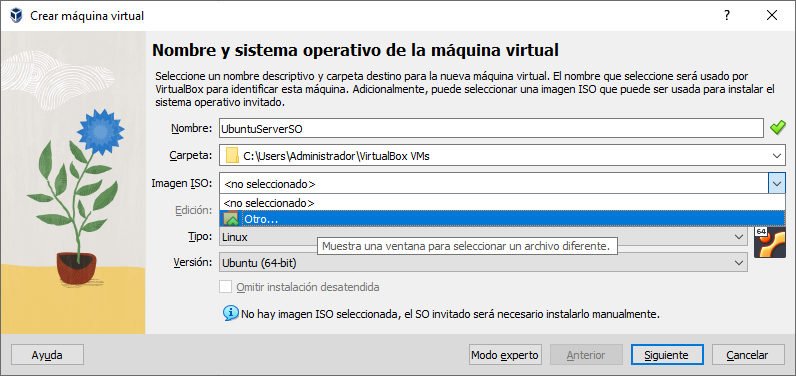 Crear máquina virtual
Nombre y sistema operativo de la máquina virtual
Seleccione un nombre descriptivo y carpeta destino para la nueva máquina virtual. El nombre que seleccione será usado por
VirtualBox para identificar esta máquina. Adicionalmente, puede seleccionar una imagen ISO que puede ser usada para instalar el
sistema operativo invitado.
Nombre: UbuntuServerSO
Carpeta: C:\Users\Administrador\VirtualBox VMs
Imagen ISO: <no seleccionado>
<no seleccionado>
Edición:
Otro...
Tipo: Linux
64
Muestra una ventana para seleccionar un archivo diferente.
Versión: Ubuntu (64-bit)
Omitir instalación desatendida
No hay imagen ISO seleccionada, el SO invitado será necesario instalarlo manualmente.
Ayuda Modo experto Anterior Siguiente Cancelar